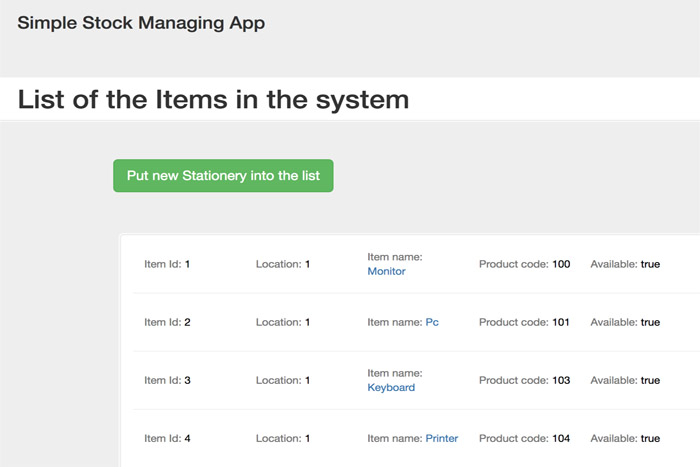 Simple Stock Managing App
List of the Items in the system
Put new Stationery into the list
Item Id: 1 Location: 1 Item name: Monitor Product code: 100 Available: true
Item Id: 2 Location: 1 Item name: Pc Product code: 101 Available: true
Item Id: 3 Location: 1 Item name: Keyboard Product code: 103 Available: true
Item Id: 4 Location: 1 Item name: Printer Product code: 104 Available: true